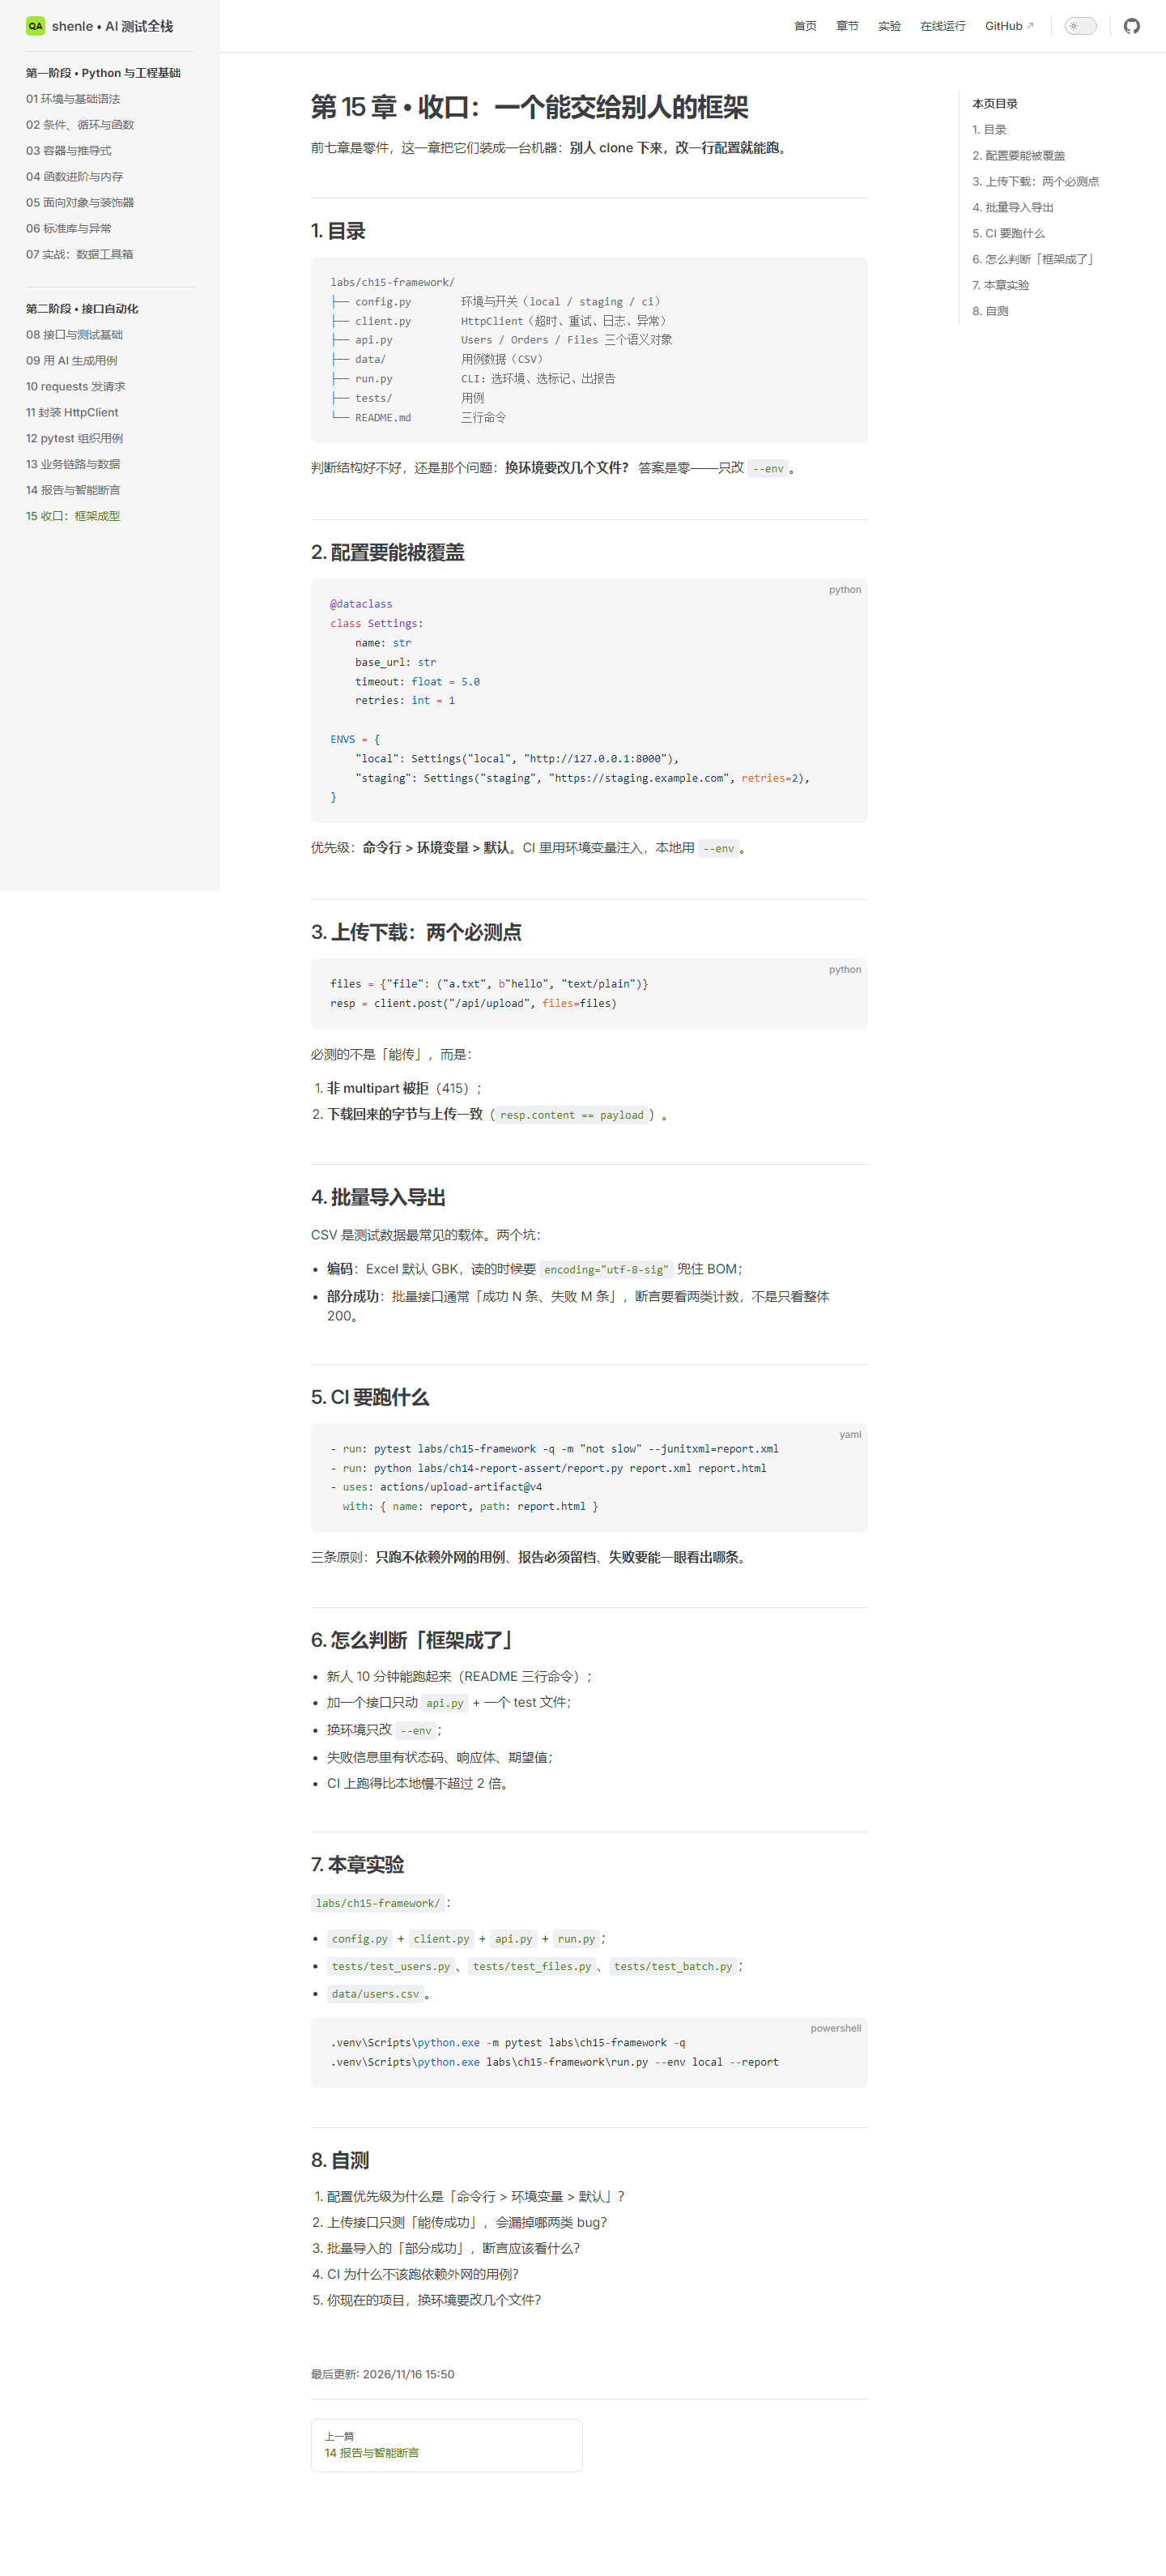 QA shenle • AI 测试全栈
首页 章节 实验 在线运行 GitHub ↗
第一阶段 • Python 与工程基础
01 环境与基础语法
02 条件、循环与函数
03 容器与推导式
04 函数进阶与内存
05 面向对象与装饰器
06 标准库与异常
07 实战：数据工具箱
第二阶段 • 接口自动化
08 接口与测试基础
09 用 AI 生成用例
10 requests 发请求
11 封装 HttpClient
12 pytest 组织用例
13 业务链路与数据
14 报告与智能断言
15 收口：框架成型
第 15 章 • 收口：一个能交给别人的框架
前七章是零件，这一章把它们装成一台机器：别人 clone 下来，改一行配置就能跑。
1. 目录
labs/ch15-framework/
├── config.py        环境与开关（local / staging / ci）
├── client.py        HttpClient（超时、重试、日志、异常）
├── api.py           Users / Orders / Files 三个语义对象
├── data/            用例数据（CSV）
├── run.py           CLI: 选环境、选标记、出报告
├── tests/           用例
└── README.md        三行命令
判断结构好不好，还是那个问题：换环境要改几个文件？ 答案是零——只改 --env。
2. 配置要能被覆盖
python
@dataclass
class Settings:
    name: str
    base_url: str
    timeout: float = 5.0
    retries: int = 1
ENVS = {
    "local": Settings("local", "http://127.0.0.1:8000"),
    "staging": Settings("staging", "https://staging.example.com", retries=2),
}
优先级：命令行 > 环境变量 > 默认。CI 里用环境变量注入，本地用 --env。
3. 上传下载：两个必测点
python
files = {"file": ("a.txt", b"hello", "text/plain")}
resp = client.post("/api/upload", files=files)
必测的不是「能传」，而是：
1. 非 multipart 被拒（415）；
2. 下载回来的字节与上传一致（resp.content == payload）。
4. 批量导入导出
CSV 是测试数据最常见的载体。两个坑：
• 编码：Excel 默认 GBK，读的时候要 encoding="utf-8-sig" 兜住 BOM；
• 部分成功：批量接口通常「成功 N 条、失败 M 条」，断言要看两类计数，不是只看整体
200。
5. CI 要跑什么
yaml
- run: pytest labs/ch15-framework -q -m "not slow" --junitxml=report.xml
- run: python labs/ch14-report-assert/report.py report.xml report.html
- uses: actions/upload-artifact@v4
  with: { name: report, path: report.html }
三条原则：只跑不依赖外网的用例、报告必须留档、失败要能一眼看出哪条。
6. 怎么判断「框架成了」
• 新人 10 分钟能跑起来（README 三行命令）；
• 加一个接口只动 api.py + 一个 test 文件；
• 换环境只改 --env；
• 失败信息里有状态码、响应体、期望值；
• CI 上跑得比本地慢不超过 2 倍。
7. 本章实验
labs/ch15-framework/：
• config.py + client.py + api.py + run.py；
• tests/test_users.py、tests/test_files.py、tests/test_batch.py；
• data/users.csv。
powershell
.venv\Scripts\python.exe -m pytest labs\ch15-framework -q
.venv\Scripts\python.exe labs\ch15-framework\run.py --env local --report
8. 自测
1. 配置优先级为什么是「命令行 > 环境变量 > 默认」？
2. 上传接口只测「能传成功」，会漏掉哪两类 bug？
3. 批量导入的「部分成功」，断言应该看什么？
4. CI 为什么不该跑依赖外网的用例？
5. 你现在的项目，换环境要改几个文件？
最后更新: 2026/11/16 15:50
上一篇
14 报告与智能断言
本页目录
1. 目录
2. 配置要能被覆盖
3. 上传下载：两个必测点
4. 批量导入导出
5. CI 要跑什么
6. 怎么判断「框架成了」
7. 本章实验
8. 自测